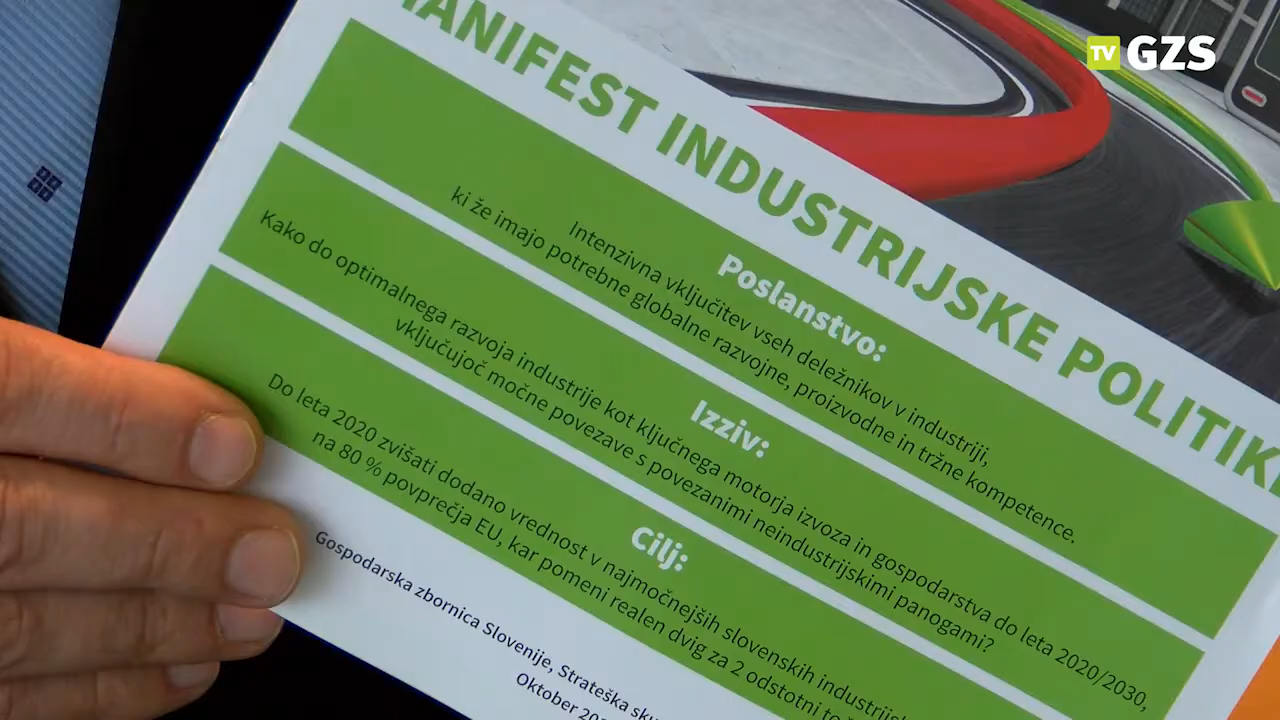 TV GZS
MANIFEST INDUSTRIJSKE POLITIKE
Poslanstvo:
Intenzivna vključitev vseh deležnikov v industriji,
ki že imajo potrebne globalne razvojne, proizvodne in tržne kompetence.
Izziv:
Kako do optimalnega razvoja industrije kot ključnega motorja izvoza in gospodarstva do leta 2020/2030,
vključujoč močne povezave s povezanimi neindustrijskimi panogami?
Cilj:
Do leta 2020 zvišati dodano vrednost v najmočnejših slovenskih
na 80 % povprečja EU, kar pomeni realen dvig za 2 odstotni
Gospodarska zbornica Slovenije, Strateška
Oktober